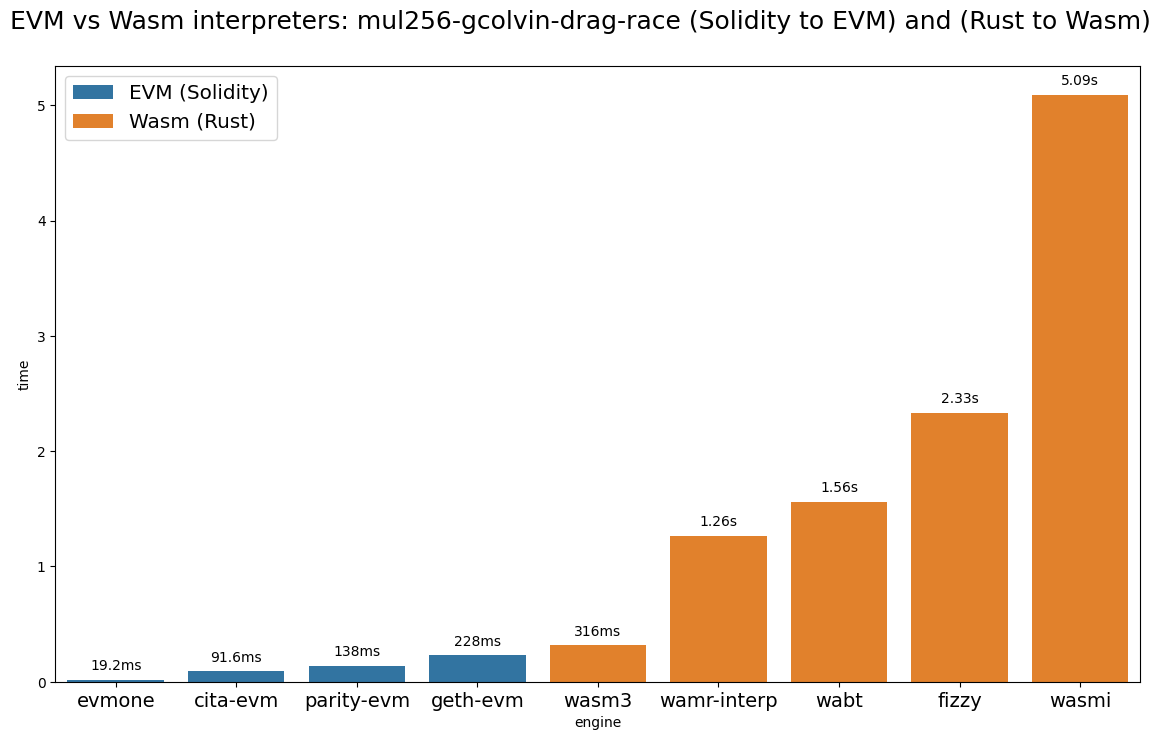 EVM vs Wasm interpreters: mul256-gcolvin-drag-race (Solidity to EVM) and (Rust to Wasm)
EVM (Solidity)
Wasm (Rust)
5.09s
2.33s
1.56s
1.26s
316ms
228ms
138ms
91.6ms
19.2ms
5
4
3
2
1
0
time
evmone cita-evm parity-evm geth-evm wasm3 wamr-interp wabt fizzy wasmi
engine